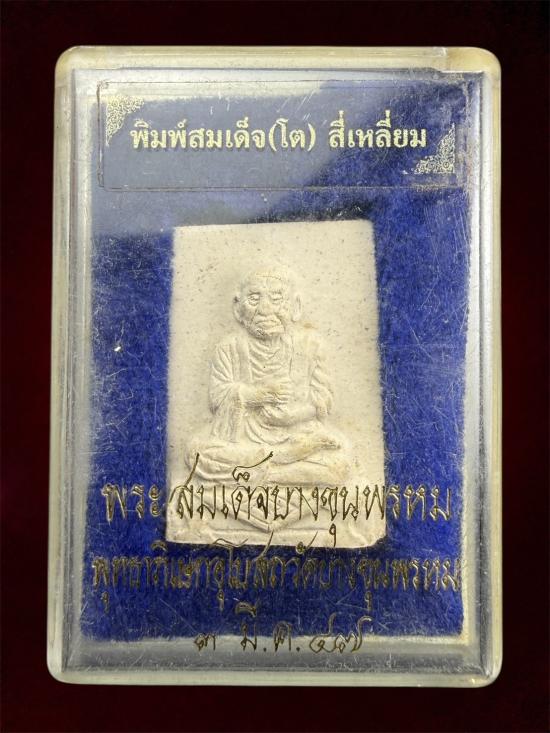 พิมพ์สมเด็จ(โต) สี่เหลี่ยม
พระสมเด็จบางขุนพรหม
พุทธาภิเษกอุโบสถวัดบางขุนพรหม
๓ มี.ค.๔๗